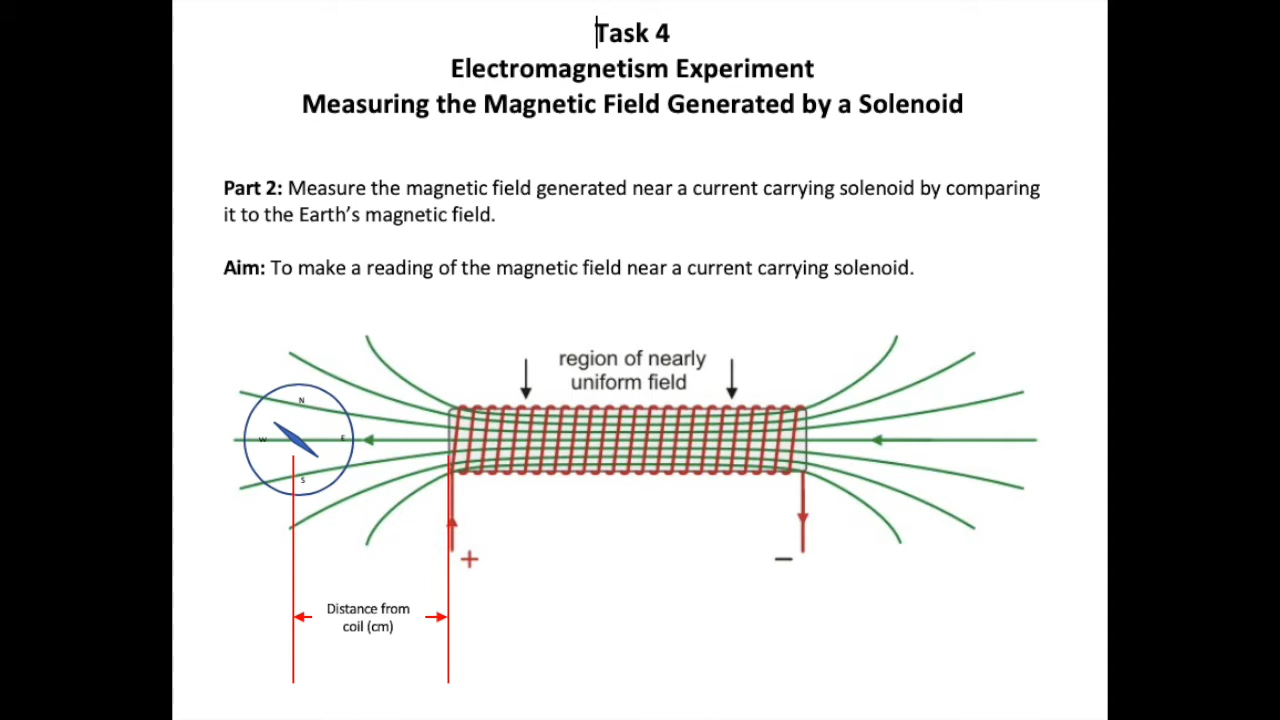 Task 4
Electromagnetism Experiment
Measuring the Magnetic Field Generated by a Solenoid
Part 2: Measure the magnetic field generated near a current carrying solenoid by comparing
it to the Earth's magnetic field.
Aim: To make a reading of the magnetic field near a current carrying solenoid.
region of nearly
uniform field
N
W
E
S
+
−
Distance from
coil (cm)